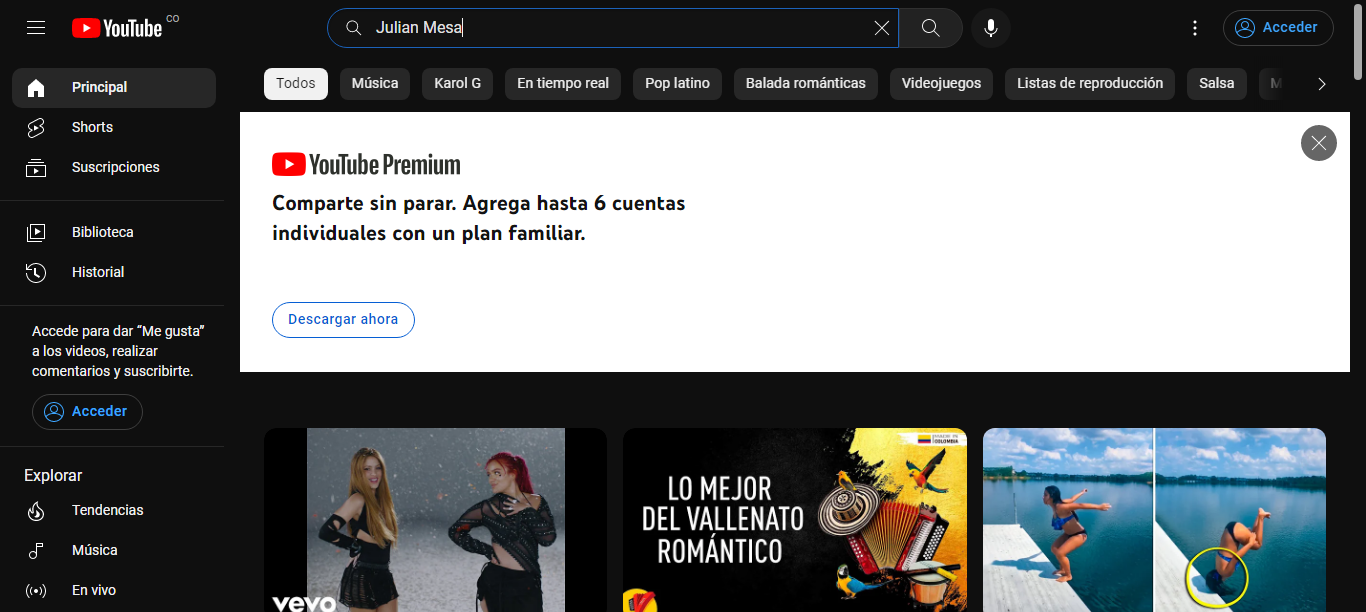 YouTube CO
Julian Mesa
Acceder
Principal
Shorts
Suscripciones
Biblioteca
Historial
Accede para dar “Me gusta”
a los videos, realizar
comentarios y suscribirte.
Acceder
Explorar
Tendencias
Música
En vivo
Todos
Música
Karol G
En tiempo real
Pop latino
Balada románticas
Videojuegos
Listas de reproducción
Salsa
M
YouTube Premium
Comparte sin parar. Agrega hasta 6 cuentas
individuales con un plan familiar.
Descargar ahora
vevo
LO MEJOR
DEL VALLENATO
ROMÁNTICO
COLOMBIA